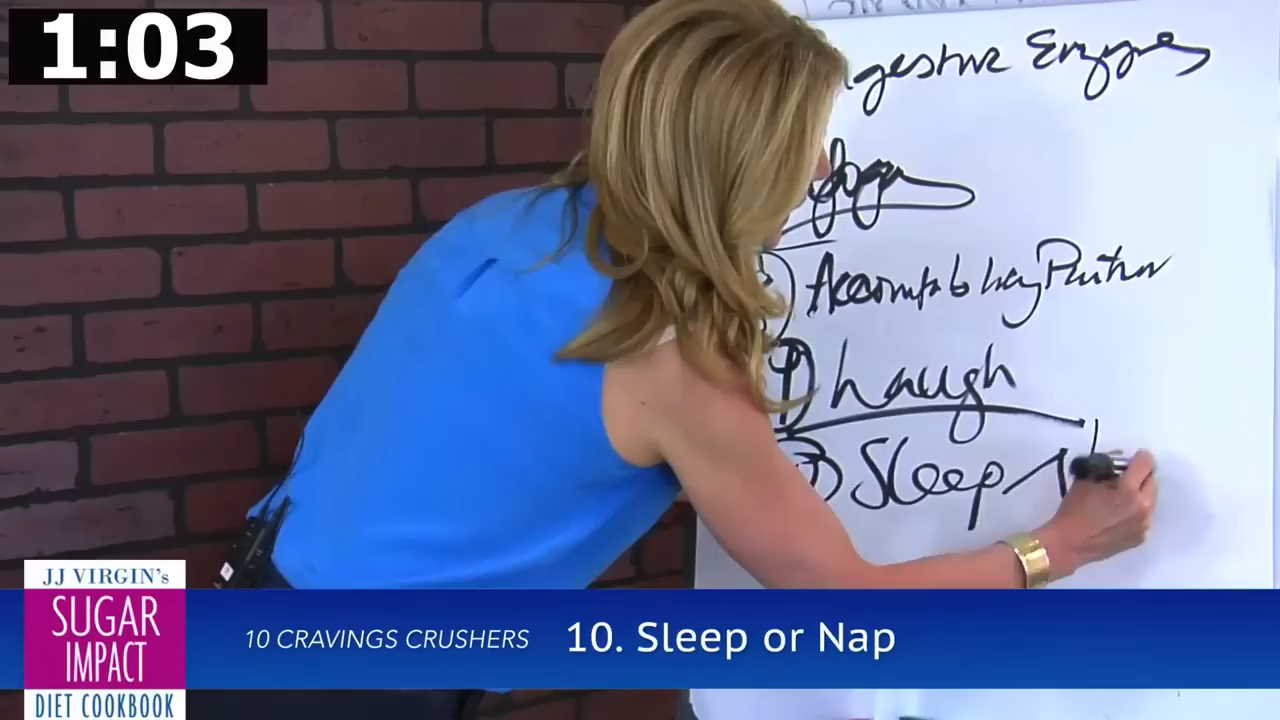 1:03
Enzymes
Accountability Partner
Laugh
Sleep
JJ VIRGIN's
SUGAR
IMPACT
DIET COOKBOOK
10 CRAVINGS CRUSHERS
10. Sleep or Nap